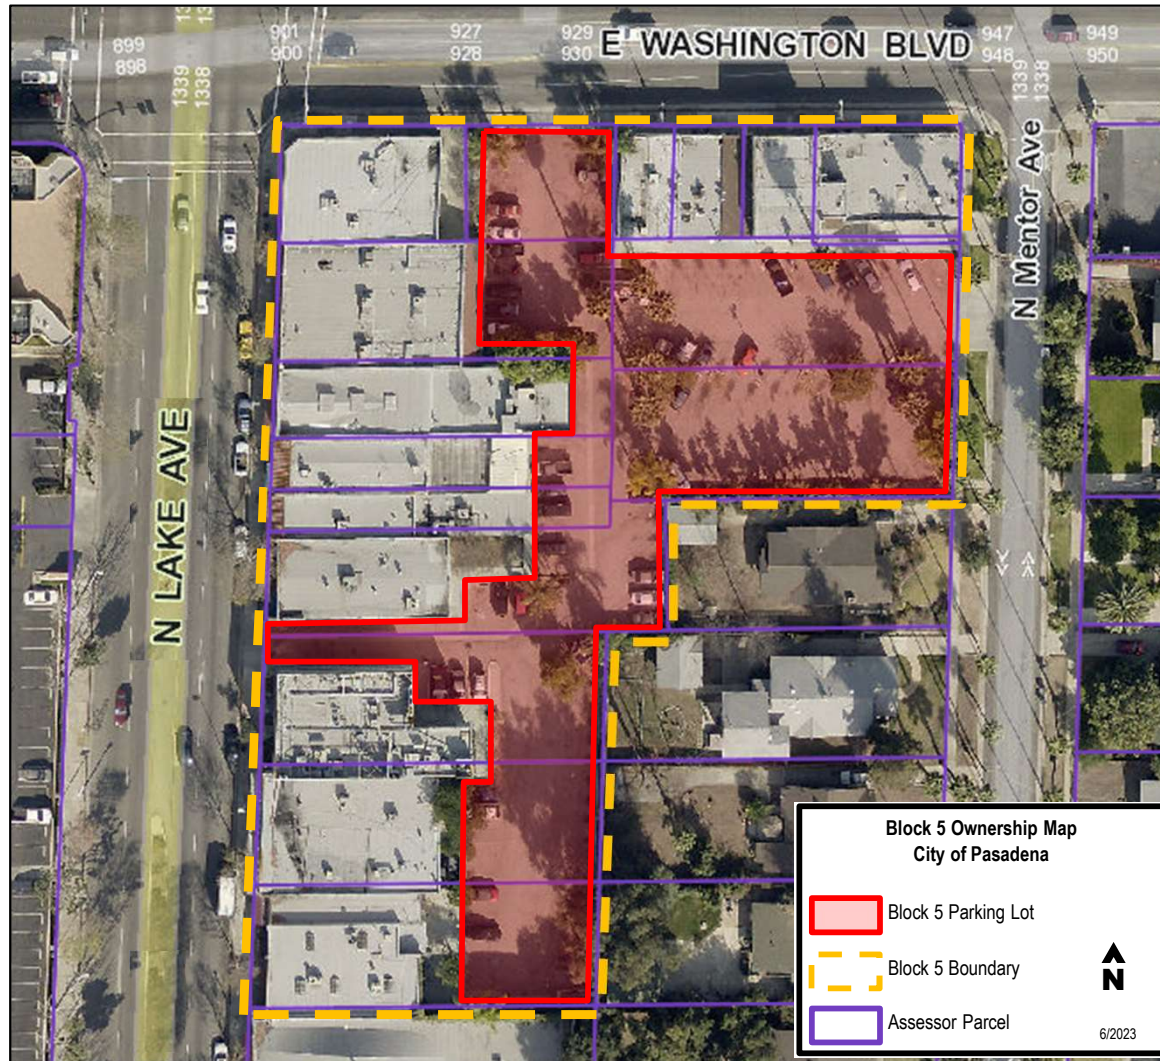 E WASHINGTON BLVD
899
898
901
900
927
928
929
930
947
948
949
950
1339
1338
1339
1338
N LAKE AVE
N Mentor Ave
Block 5 Ownership Map
City of Pasadena
Block 5 Parking Lot
Block 5 Boundary
Assessor Parcel
N
6/2023